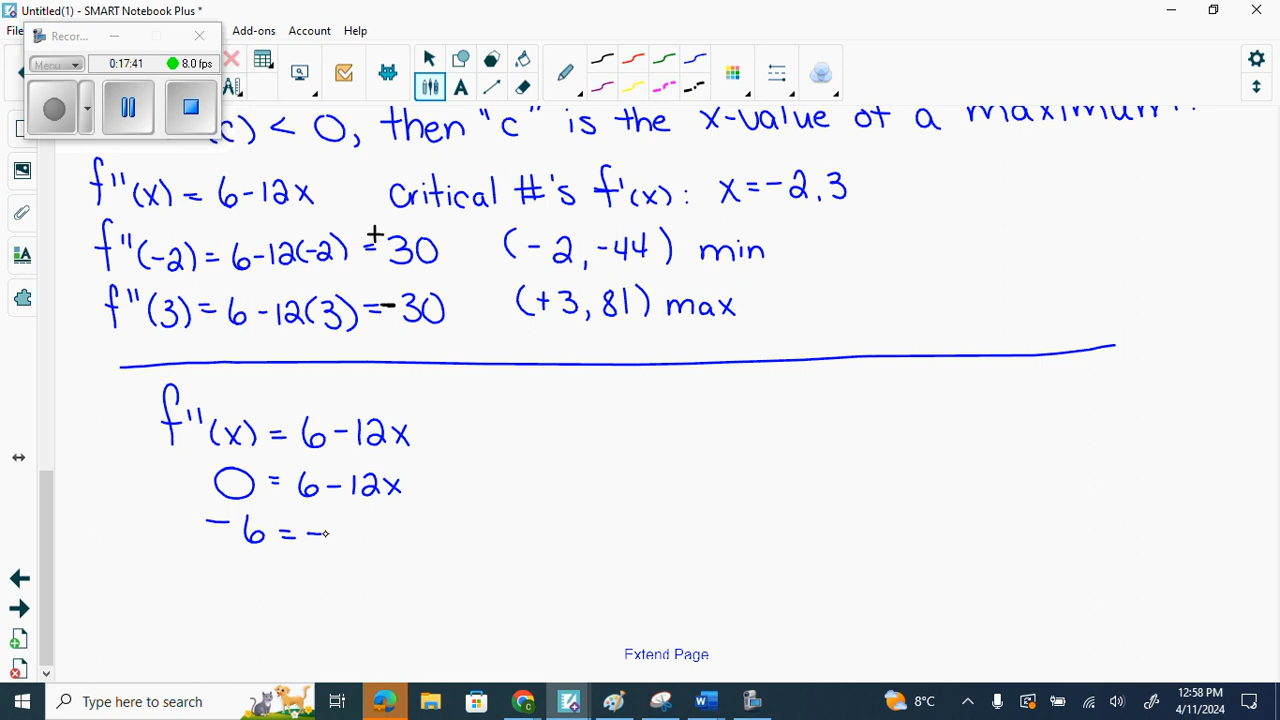 Untitled(1) - SMART Notebook Plus *
File
Add-ons Account Help
Recor...
Menu 0:17:41 8.0 fps
(c) < 0, then "c" is the x-value of a maximum.
f''(x) = 6-12x Critical #'s f'(x): x=-2,3
f''(-2) = 6-12(-2) = +30 (-2,-44) min
f''(3) = 6-12(3) = -30 (+3,81) max
f''(x) = 6-12x
0 = 6-12x
-6 = -
Extend Page
Type here to search
8°C
12:58 PM
4/11/2024